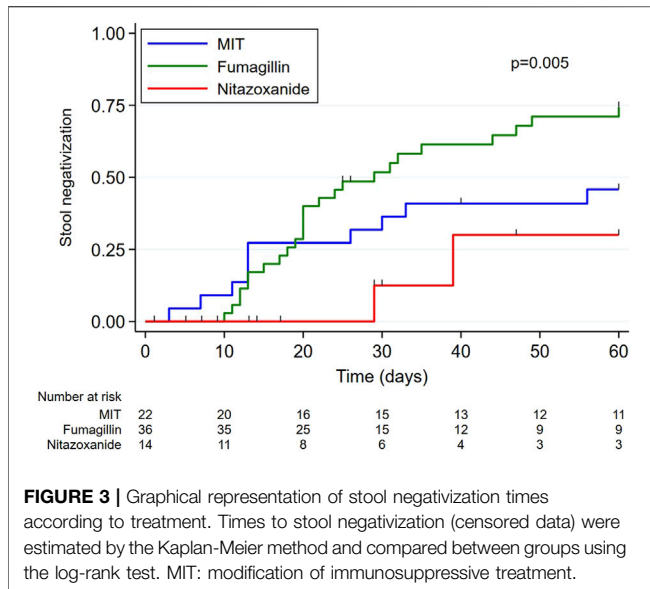 1.00
MIT
Fumagillin
Nitazoxanide
p=0.005
0.75
0.50
0.25
0.00
Stool negativization
0 10 20 30 40 50 60
Time (days)
Number at risk
MIT 22 20 16 15 13 12 11
Fumagillin 36 35 25 15 12 9 9
Nitazoxanide 14 11 8 6 4 3 3
FIGURE 3 | Graphical representation of stool negativization times
according to treatment. Times to stool negativization (censored data) were
estimated by the Kaplan-Meier method and compared between groups using
the log-rank test. MIT: modification of immunosuppressive treatment.